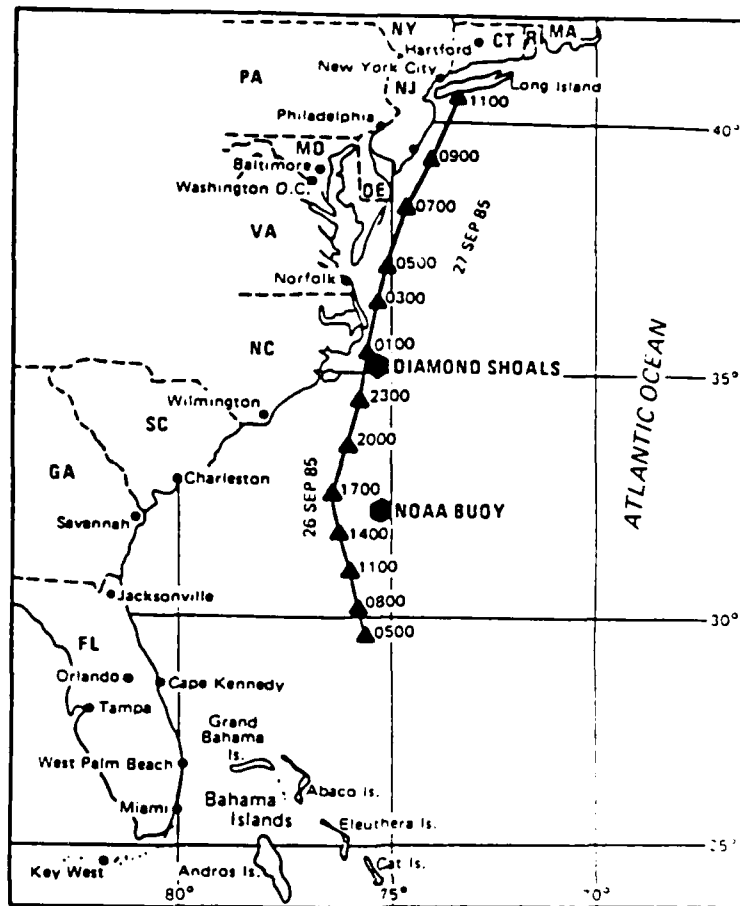 NY
MA
CT
RI
Hartford
New York City
PA
NJ
Long Island
1100
Philadelphia
40°
MD
0900
Baltimore
Washington D.C.
DE
0700
27 SEP 85
VA
0500
Norfolk
0300
0100
NC
DIAMOND SHOALS
35°
2300
Wilmington
SC
2000
ATLANTIC OCEAN
GA
Charleston
1700
26 SEP 85
NOAA BUOY
Savannah
1400
1100
Jacksonville
0800
30°
0500
FL
Orlando
Cape Kennedy
Tampa
Grand
Bahama
Is.
West Palm Beach
Abaco Is.
Miami
Bahama
Islands
Eleuthera Is.
25°
Key West
Andros Is.
Cat Is.
80°
75°
70°